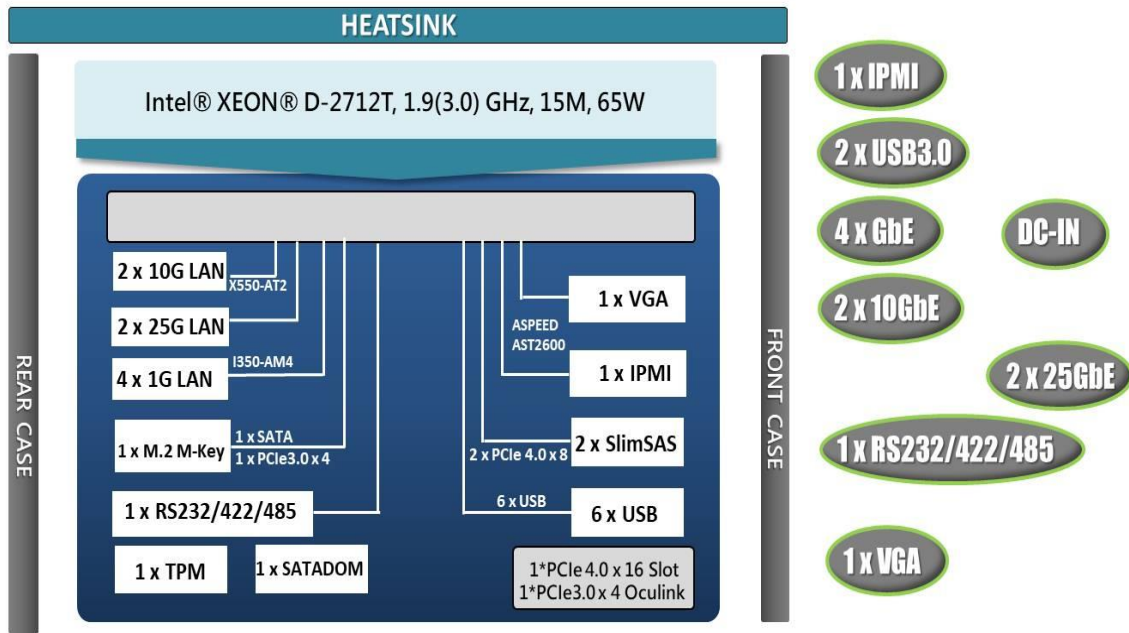 HEATSINK
Intel® XEON® D-2712T, 1.9(3.0) GHz, 15M, 65W
REAR CASE
2 x 10G LAN
X550-AT2
2 x 25G LAN
4 x 1G LAN
I350-AM4
1 x M.2 M-Key
1 x SATA
1 x PCIe3.0 x 4
1 x RS232/422/485
1 x TPM
1 x SATADOM
1 x VGA
ASPEED
AST2600
1 x IPMI
2 x SlimSAS
2 x PCIe 4.0 x 8
6 x USB
6 x USB
1*PCIe 4.0 x 16 Slot
1*PCIe3.0 x 4 Oculink
FRONT CASE
1 x IPMI
2 x USB3.0
4 x GbE
DC-IN
2 x 10GbE
2 x 25GbE
1 x RS232/422/485
1 x VGA